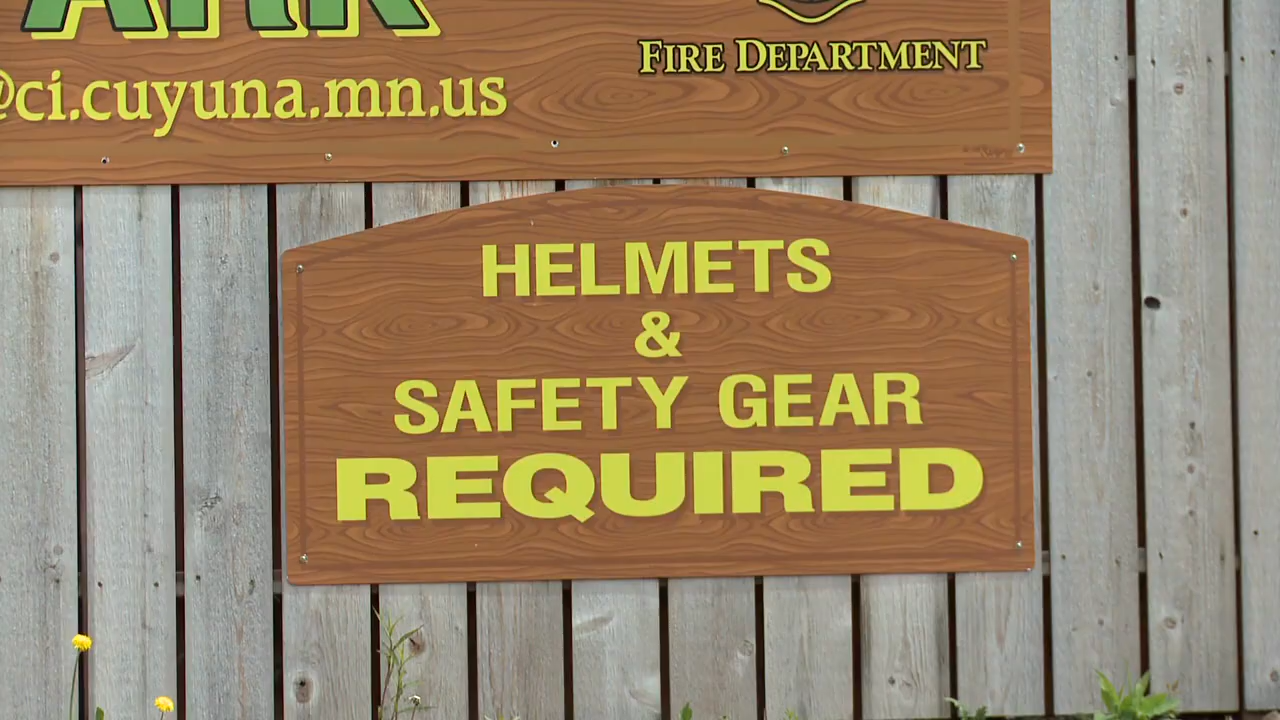 FIRE DEPARTMENT
@ci.cuyuna.mn.us
HELMETS
&
SAFETY GEAR
REQUIRED